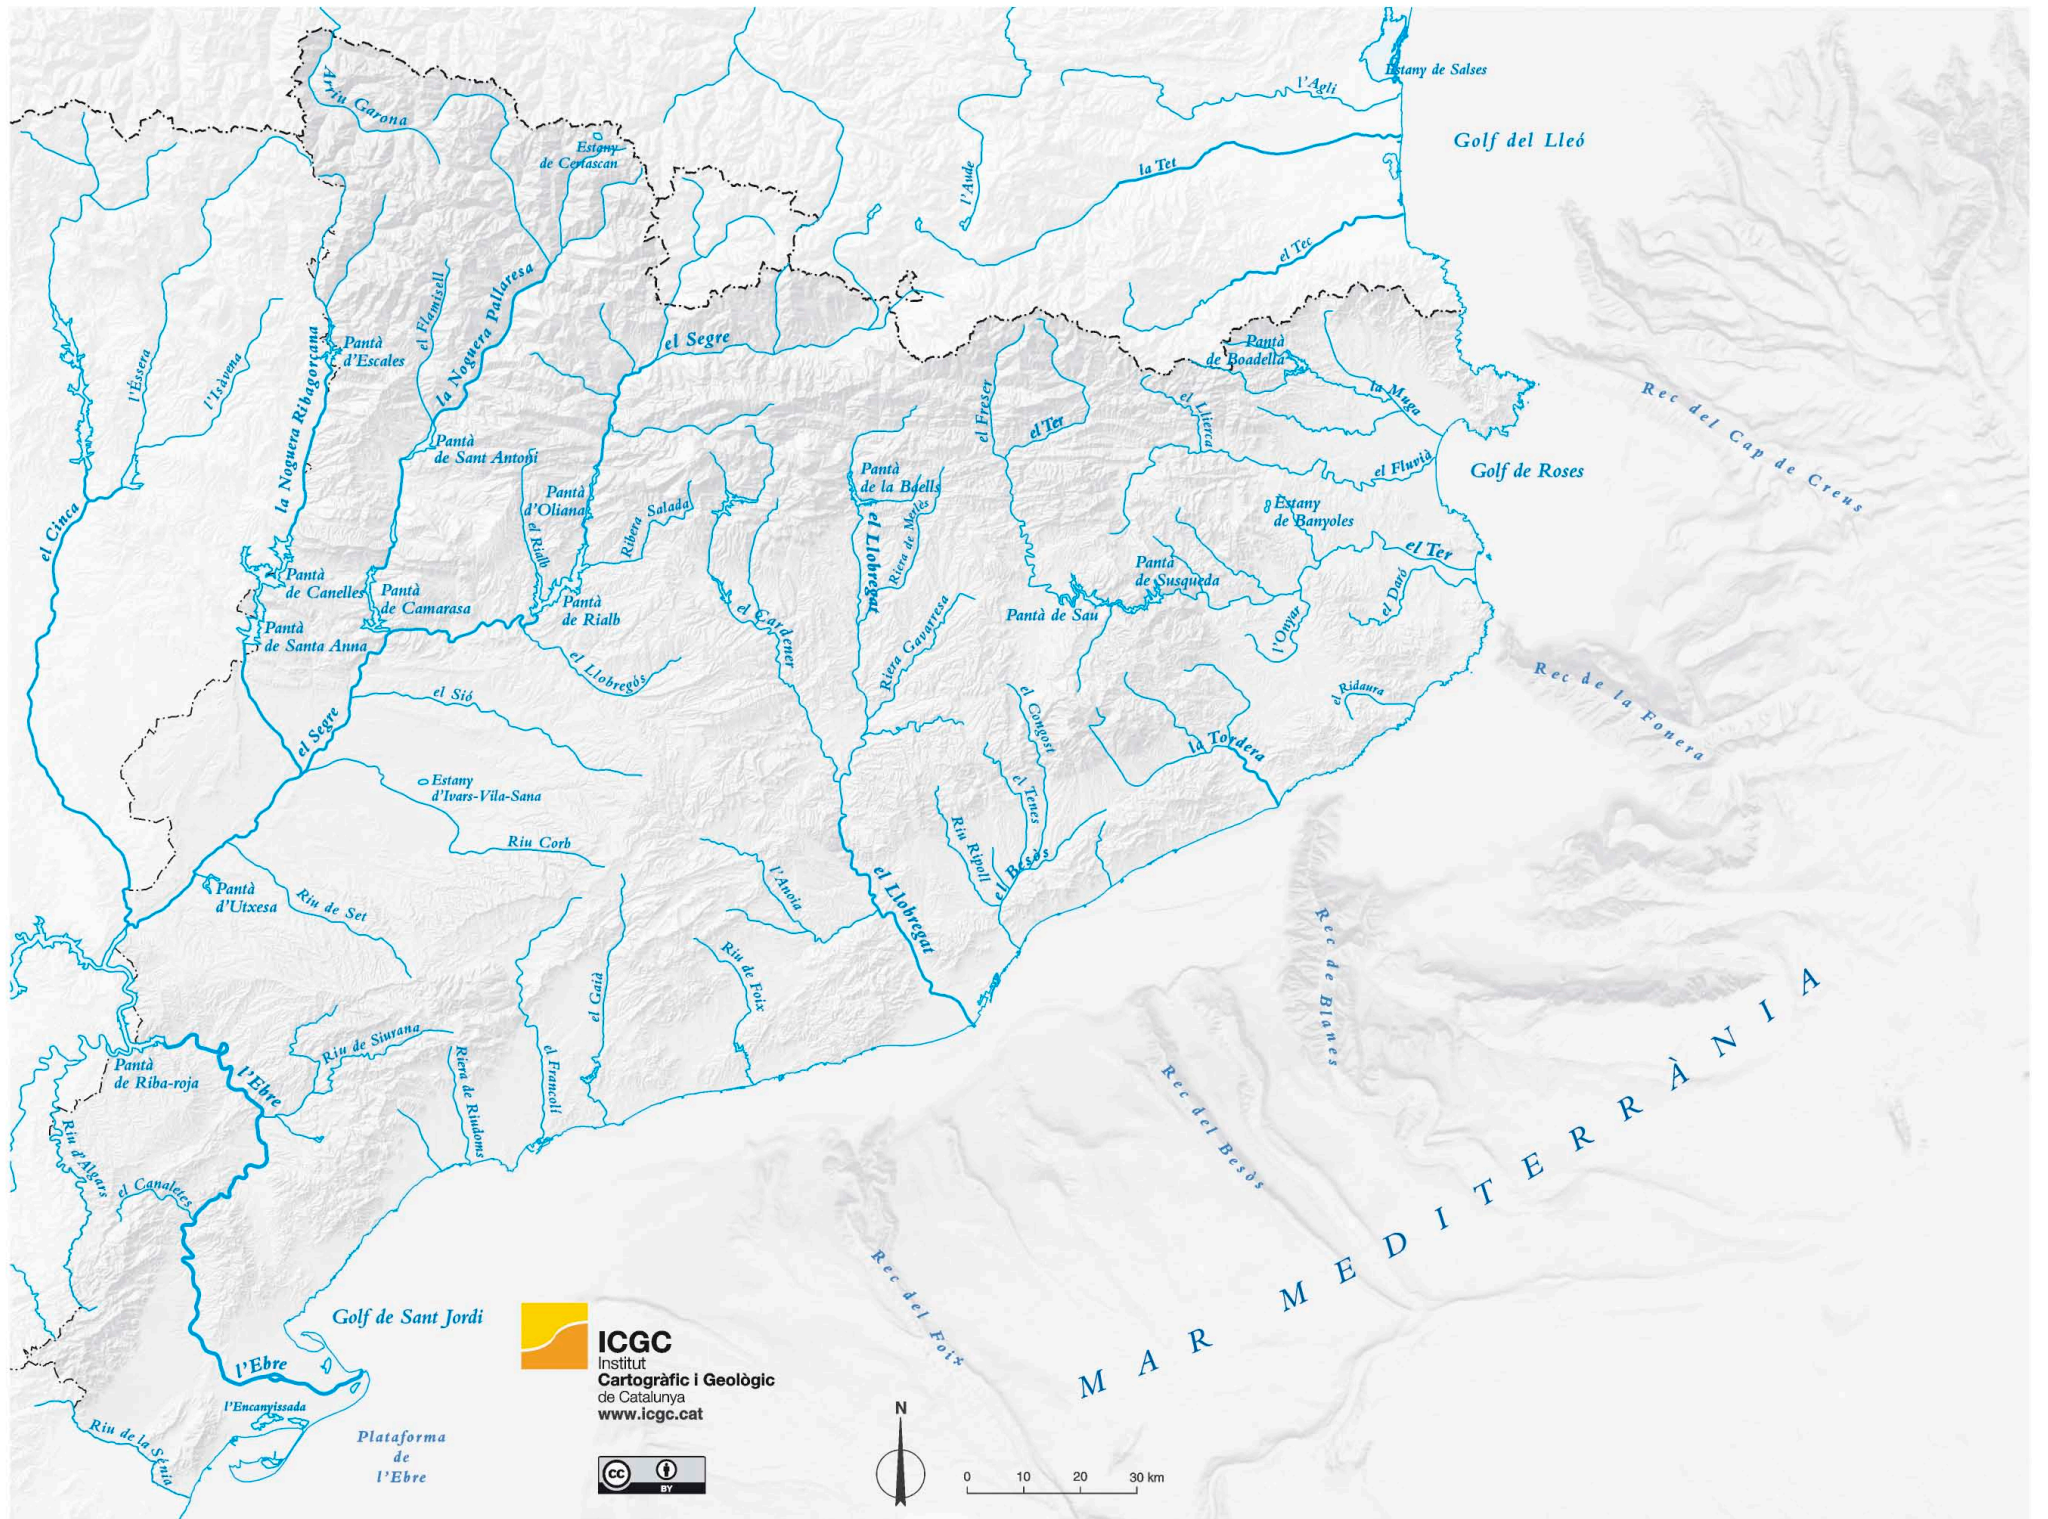 Estany de Salses
l'Agli
Arriu Garona
Golf del Lleó
Estany
de Certascan
la Tet
l'Aude
el Tec
el Flamisell
la Noguera Pallaresa
la Noguera Ribagorçana
Pantà
d'Escales
el Segre
Pantà
de Boadella
l'Éssera
l'Isàvena
la Muga
el Llierca
el Freser
el Ter
Rec del Cap de Creus
Pantà
de Sant Antoni
el Fluvià
Golf de Roses
Pantà
de la Baells
Pantà
d'Oliana
Ribera Salada
el Rialb
el Llobregat
Riera de Merlès
Estany
de Banyoles
el Cinca
el Ter
Pantà
de Susqueda
Pantà
de Canelles
Pantà
de Camarasa
Pantà
de Rialb
el Cardener
Riera Gavarresa
Pantà de Sau
el Daró
l'Onyar
Pantà
de Santa Anna
el Llobregós
el Sió
el Ridaura
Rec de la Fonera
el Segre
el Congost
la Tordera
Estany
d'Ivars-Vila-Sana
el Tenes
Riu Corb
Riu Ripoll
el Besòs
l'Anoia
el Llobregat
Pantà
d'Utxesa
Riu de Set
Rec de Blanes
Riu de Foix
el Gaià
Riu de Siurana
Pantà
de Riba-roja
l'Ebre
Riera de Riudoms
el Francolí
Rec del Besòs
Riu d'Algars
el Canaletes
MAR MEDITERRÀNIA
Rec del Foix
Golf de Sant Jordi
ICGC
Institut
Cartogràfic i Geològic
de Catalunya
www.icgc.cat
l'Ebre
l'Encanyissada
Riu de la Sénia
Plataforma
de
l'Ebre
cc
BY
N
0 10 20 30 km